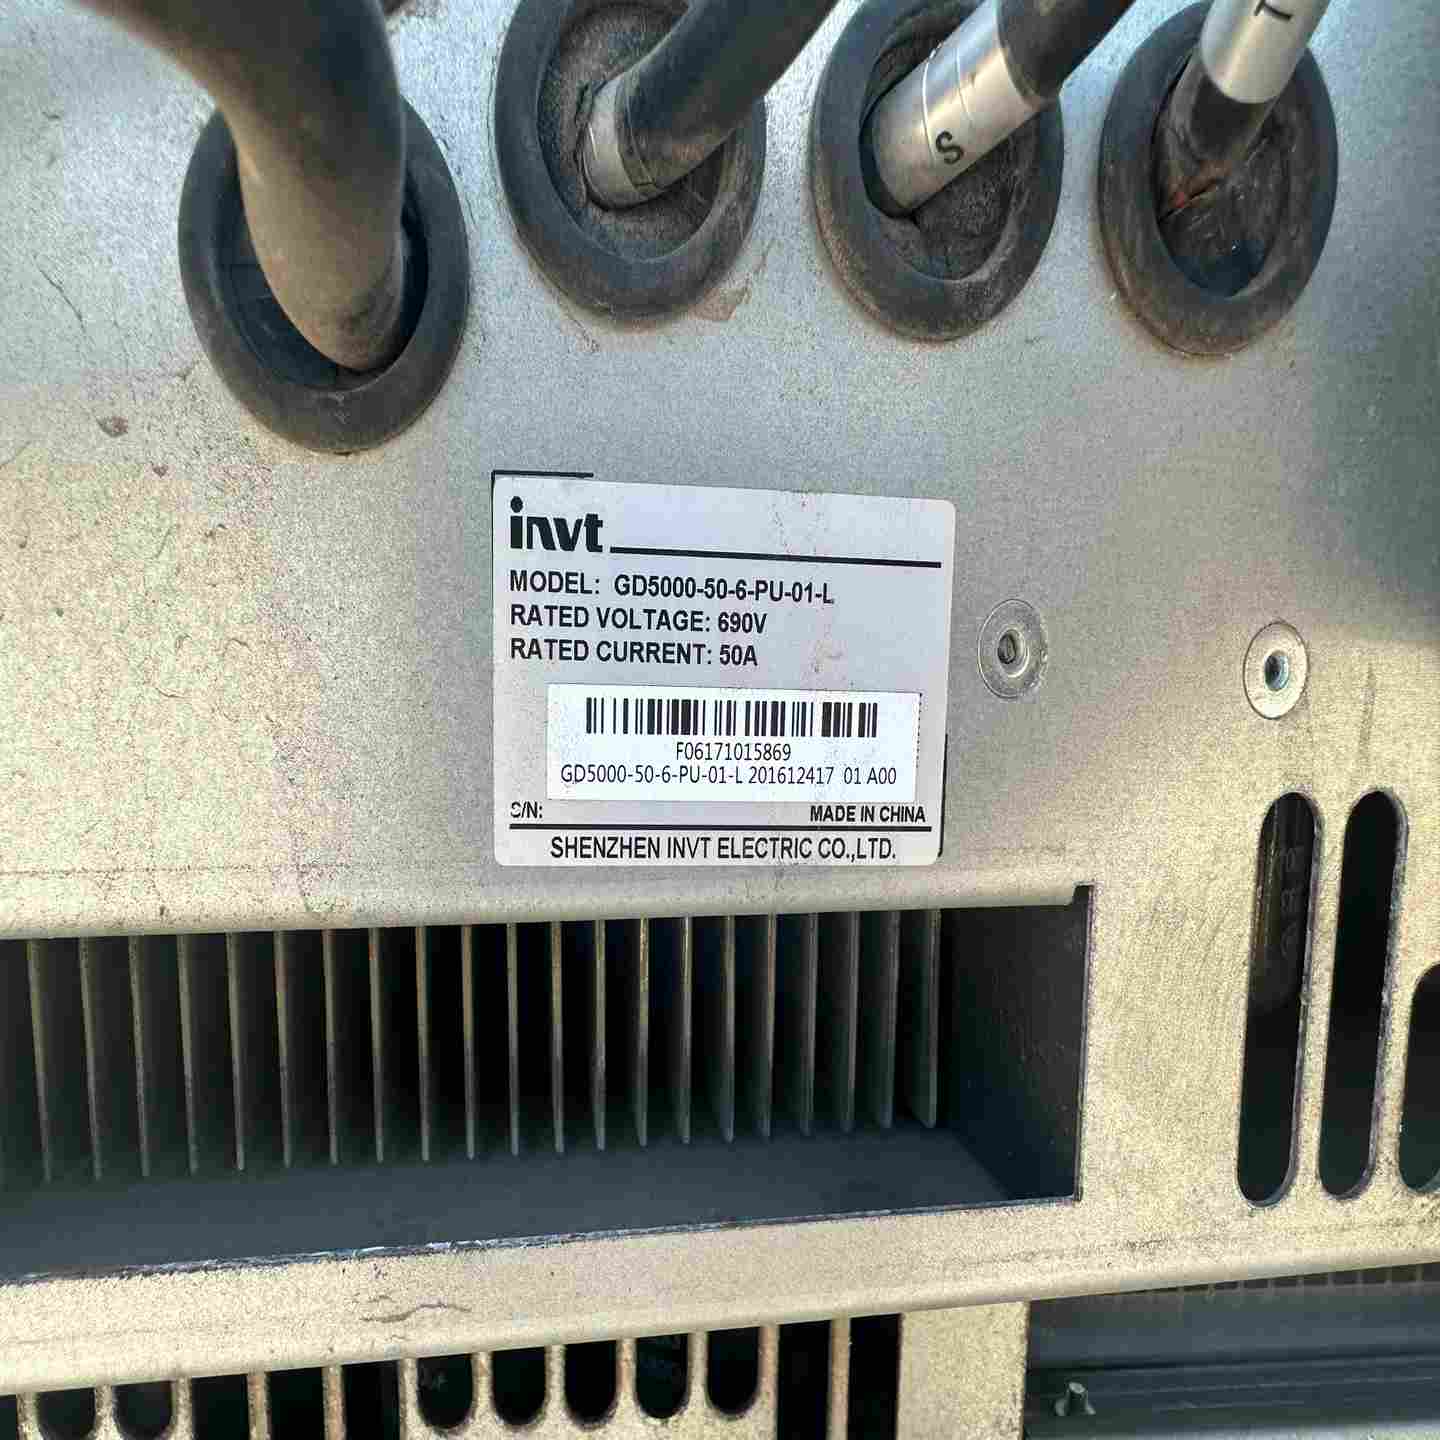 S
T
invt
MODEL: GD5000-50-6-PU-01-L
RATED VOLTAGE: 690V
RATED CURRENT: 50A
F06171015869
GD5000-50-6-PU-01-L 201612417 01 A00
S/N: MADE IN CHINA
SHENZHEN INVT ELECTRIC CO.,LTD.